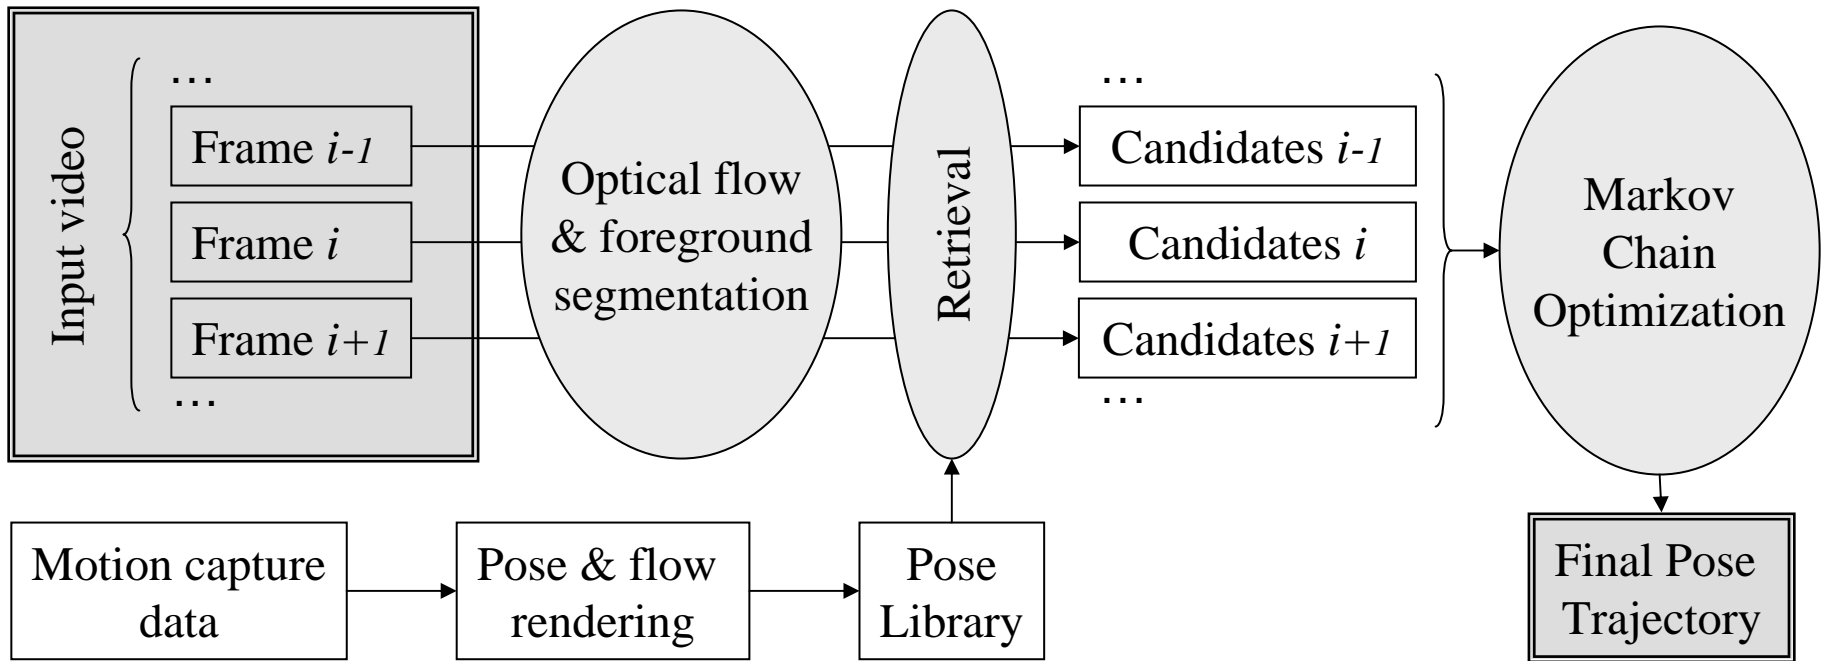 Input video
…
Frame i-1
Frame i
Frame i+1
…
Optical flow
& foreground
segmentation
Retrieval
…
Candidates i-1
Candidates i
Candidates i+1
…
Markov
Chain
Optimization
Motion capture
data
Pose & flow
rendering
Pose
Library
Final Pose
Trajectory